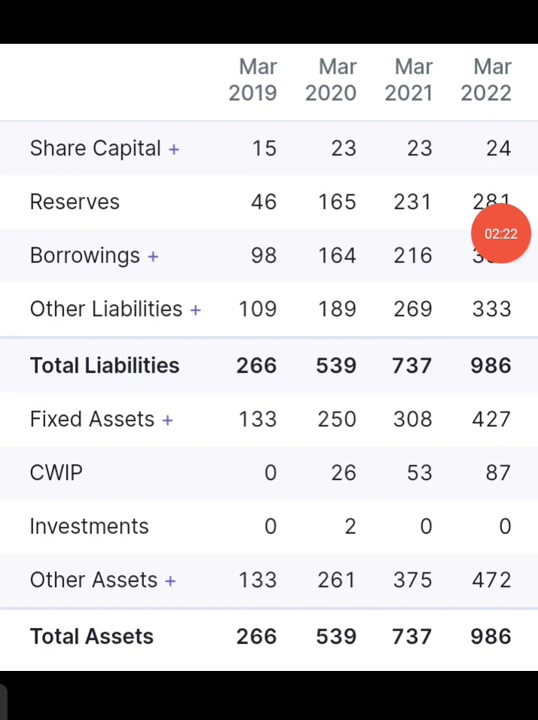 Mar Mar Mar Mar
2019 2020 2021 2022
Share Capital + 15 23 23 24
Reserves 46 165 231 281
Borrowings + 98 164 216
Other Liabilities + 109 189 269 333
Total Liabilities 266 539 737 986
Fixed Assets + 133 250 308 427
CWIP 0 26 53 87
Investments 0 2 0 0
Other Assets + 133 261 375 472
Total Assets 266 539 737 986
02:22